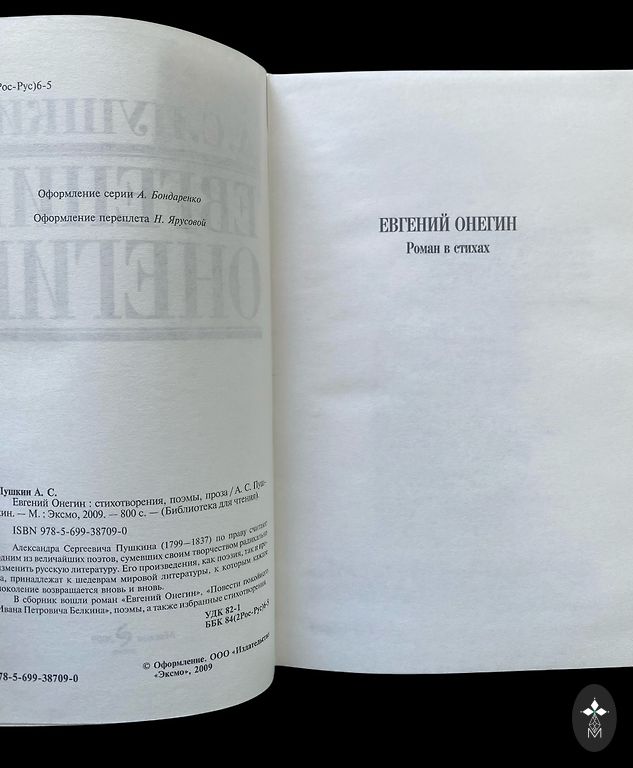 Рос-Рус)6-5
Оформление серии А. Бондаренко
Оформление переплета Н. Ярусовой
Пушкин А. С.
Евгений Онегин : стихотворения, поэмы, проза / А. С. Пуш-
кин. — М. : Эксмо, 2009. — 800 с. — (Библиотека для чтения).
ISBN 978-5-699-38709-0
Александра Сергеевича Пушкина (1799—1837) по праву считают
одним из величайших поэтов, сумевших своим творчеством радикально
изменить русскую литературу. Его произведения, как поэзия, так и про-
за, принадлежат к шедеврам мировой литературы, к которым каждое
поколение возвращается вновь и вновь.
В сборник вошли роман «Евгений Онегин», «Повести покойного
Ивана Петровича Белкина», поэмы, а также избранные стихотворения.
УДК 82-1
ББК 84(2Рос-Рус)6-5
78-5-699-38709-0
© Оформление. ООО «Издательство
«Эксмо», 2009
ЕВГЕНИЙ ОНЕГИН
Роман в стихах